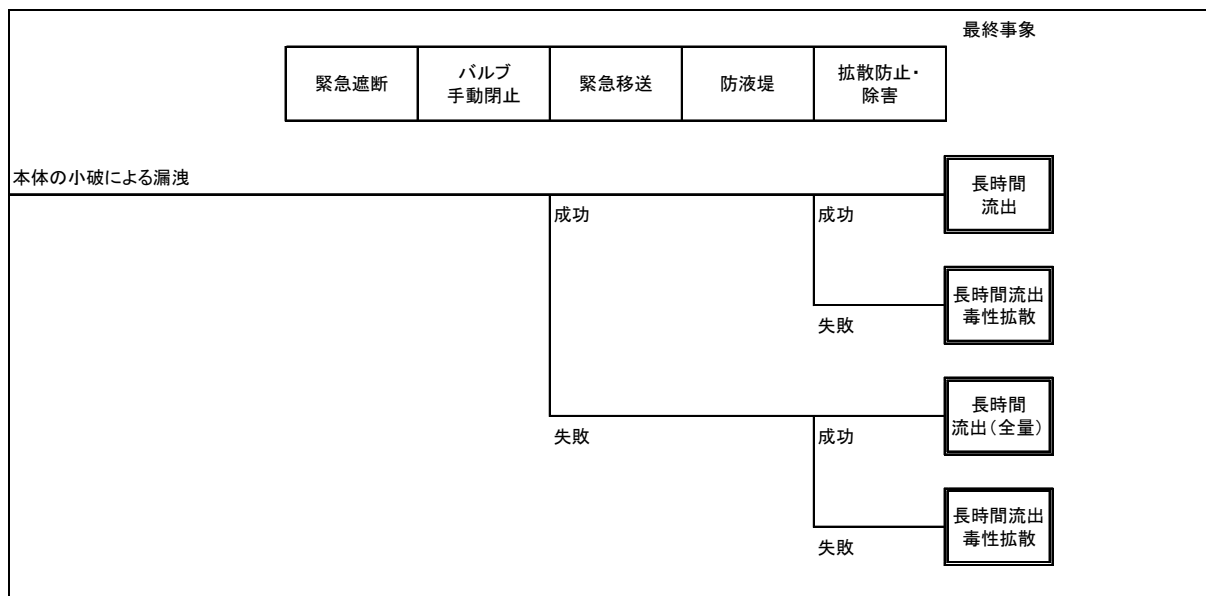 最終事象
緊急遮断
バルブ
手動閉止
緊急移送
防液堤
拡散防止・
除害
本体の小破による漏洩
長時間
流出
成功
成功
長時間流出
毒性拡散
失敗
長時間
流出(全量)
失敗
成功
長時間流出
毒性拡散
失敗